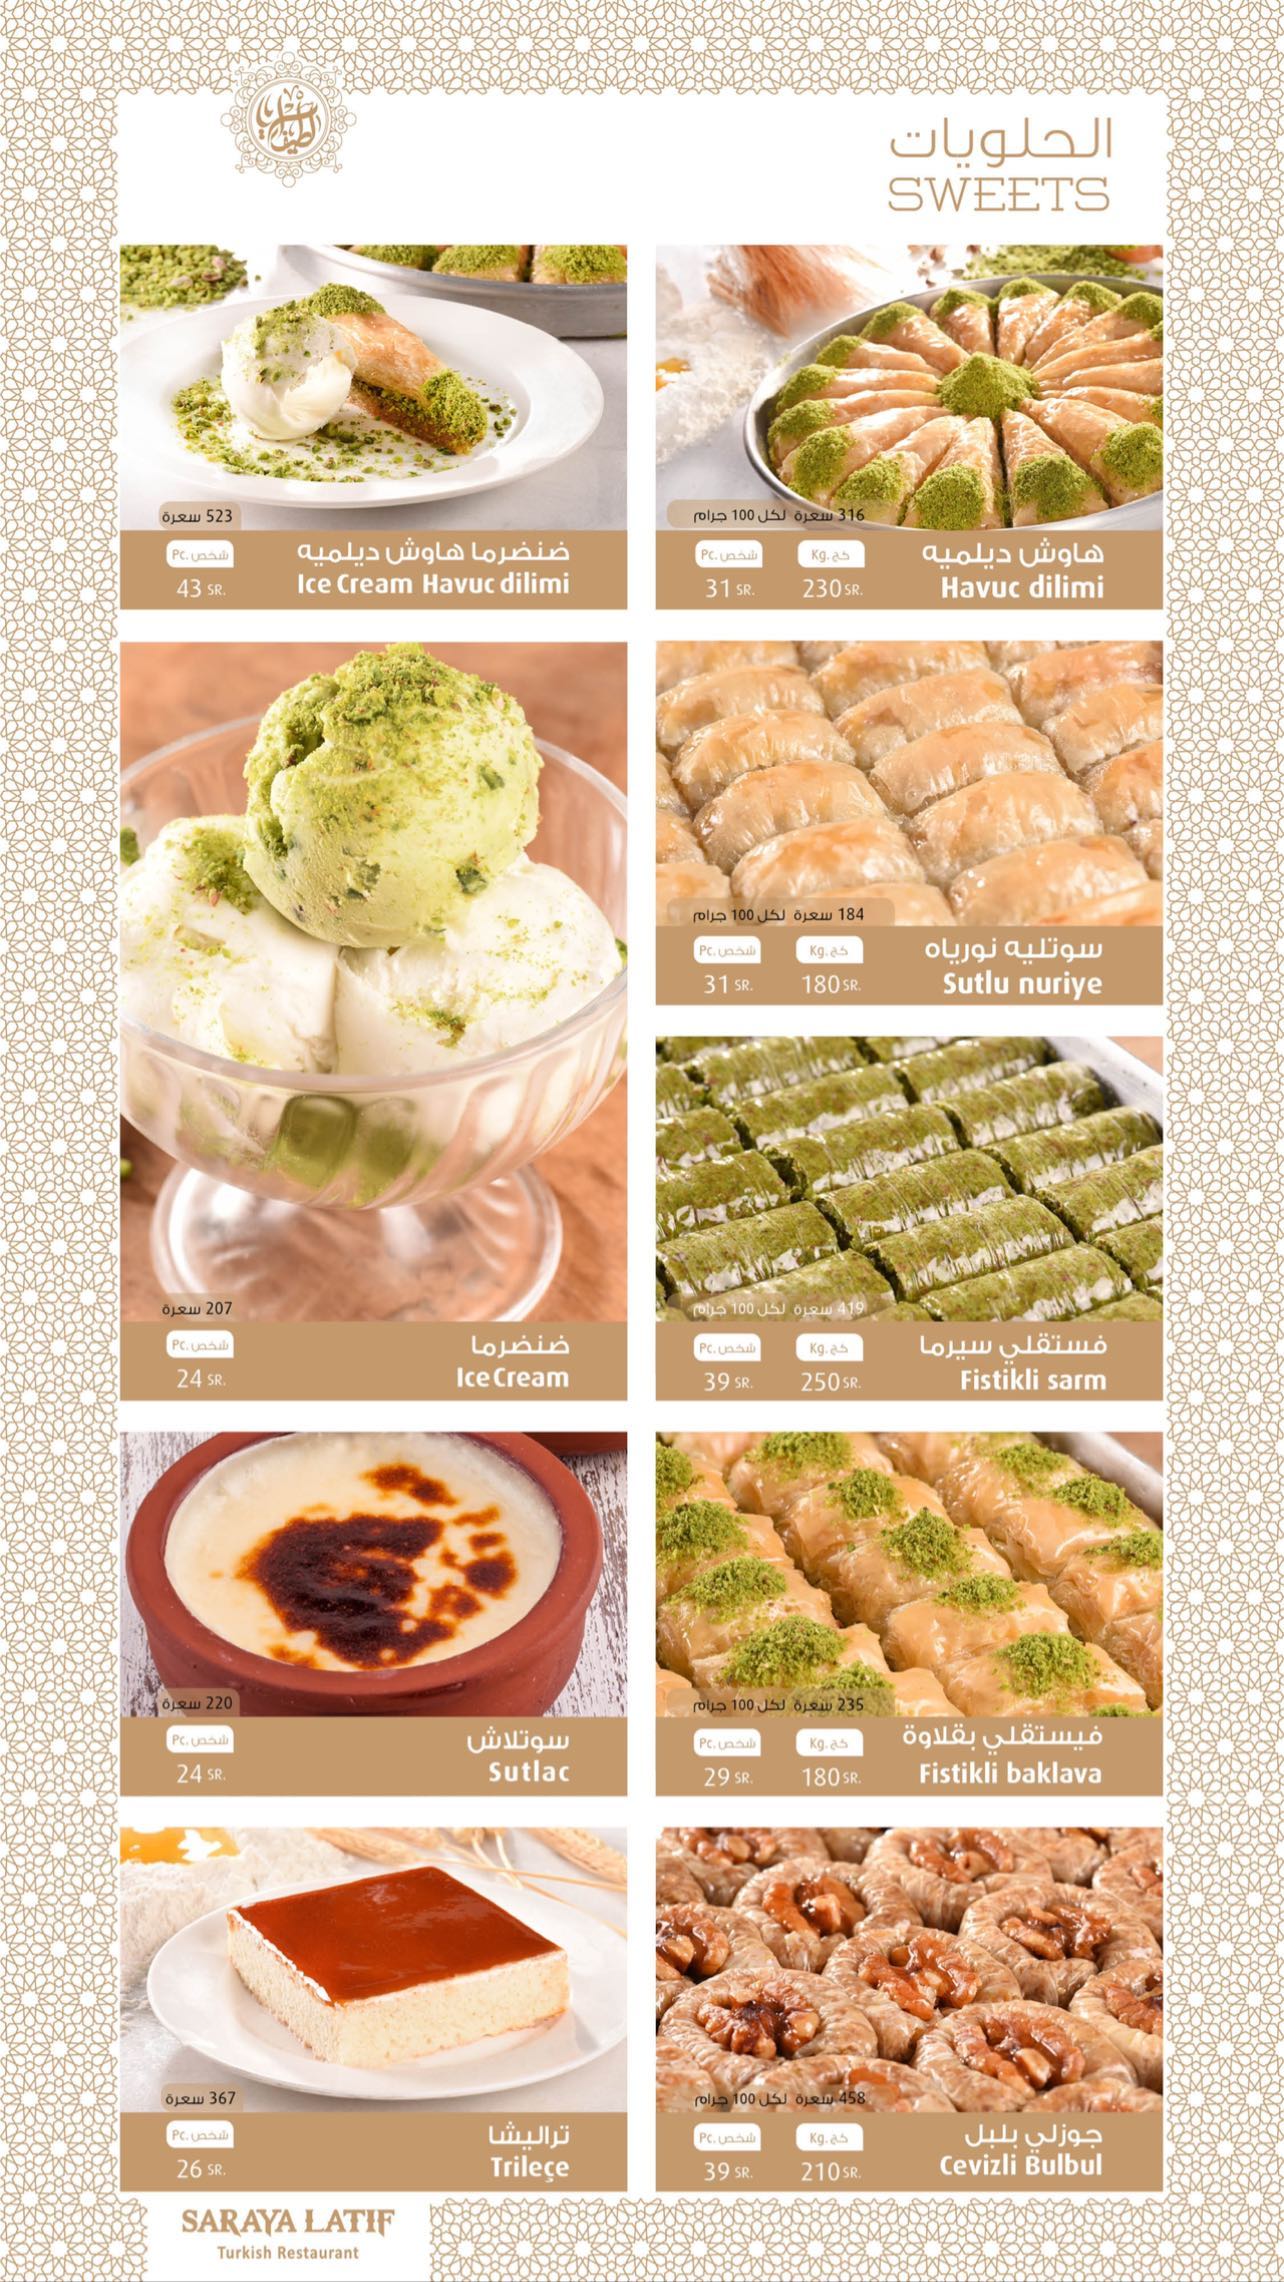 الحلويات
SWEETS
523 سعرة
ضنضرما هاوش ديلميه
Pc. شخص
Ice Cream Havuc dilimi
43 SR.
316 سعرة لكل 100 جرام
هاوش ديلميه
Kg. كج
Pc. شخص
Havuc dilimi
230 SR.
31 SR.
184 سعرة لكل 100 جرام
سوتليه نورياه
Kg. كج
Pc. شخص
Sutlu nuriye
180 SR.
31 SR.
207 سعرة
ضنضرما
Pc. شخص
Ice Cream
24 SR.
419 سعرة لكل 100 جرام
فستقلي سيرما
Kg. كج
Pc. شخص
Fistikli sarm
250 SR.
39 SR.
220 سعرة
سوتلاش
Pc. شخص
Sutlac
24 SR.
235 سعرة لكل 100 جرام
فيستقلي بقلاوة
Kg. كج
Pc. شخص
Fistikli baklava
180 SR.
29 SR.
367 سعرة
تراليشا
Pc. شخص
Trileçe
26 SR.
458 سعرة لكل 100 جرام
جوزلي بلبل
Kg. كج
Pc. شخص
Cevizli Bulbul
210 SR.
39 SR.
SARAYA LATIF
Turkish Restaurant